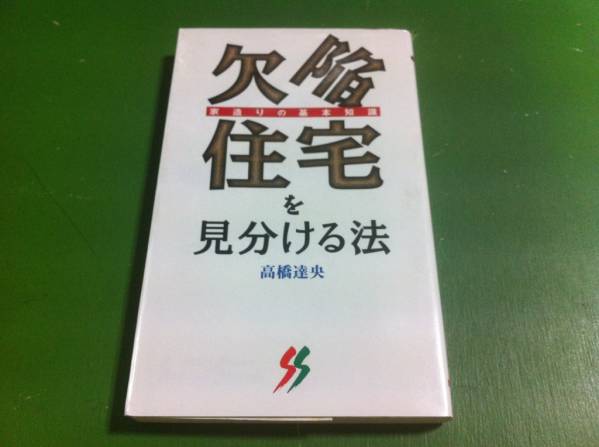 欠陥
家造りの基本知識
住宅
を
見分ける法
高橋達央
SS